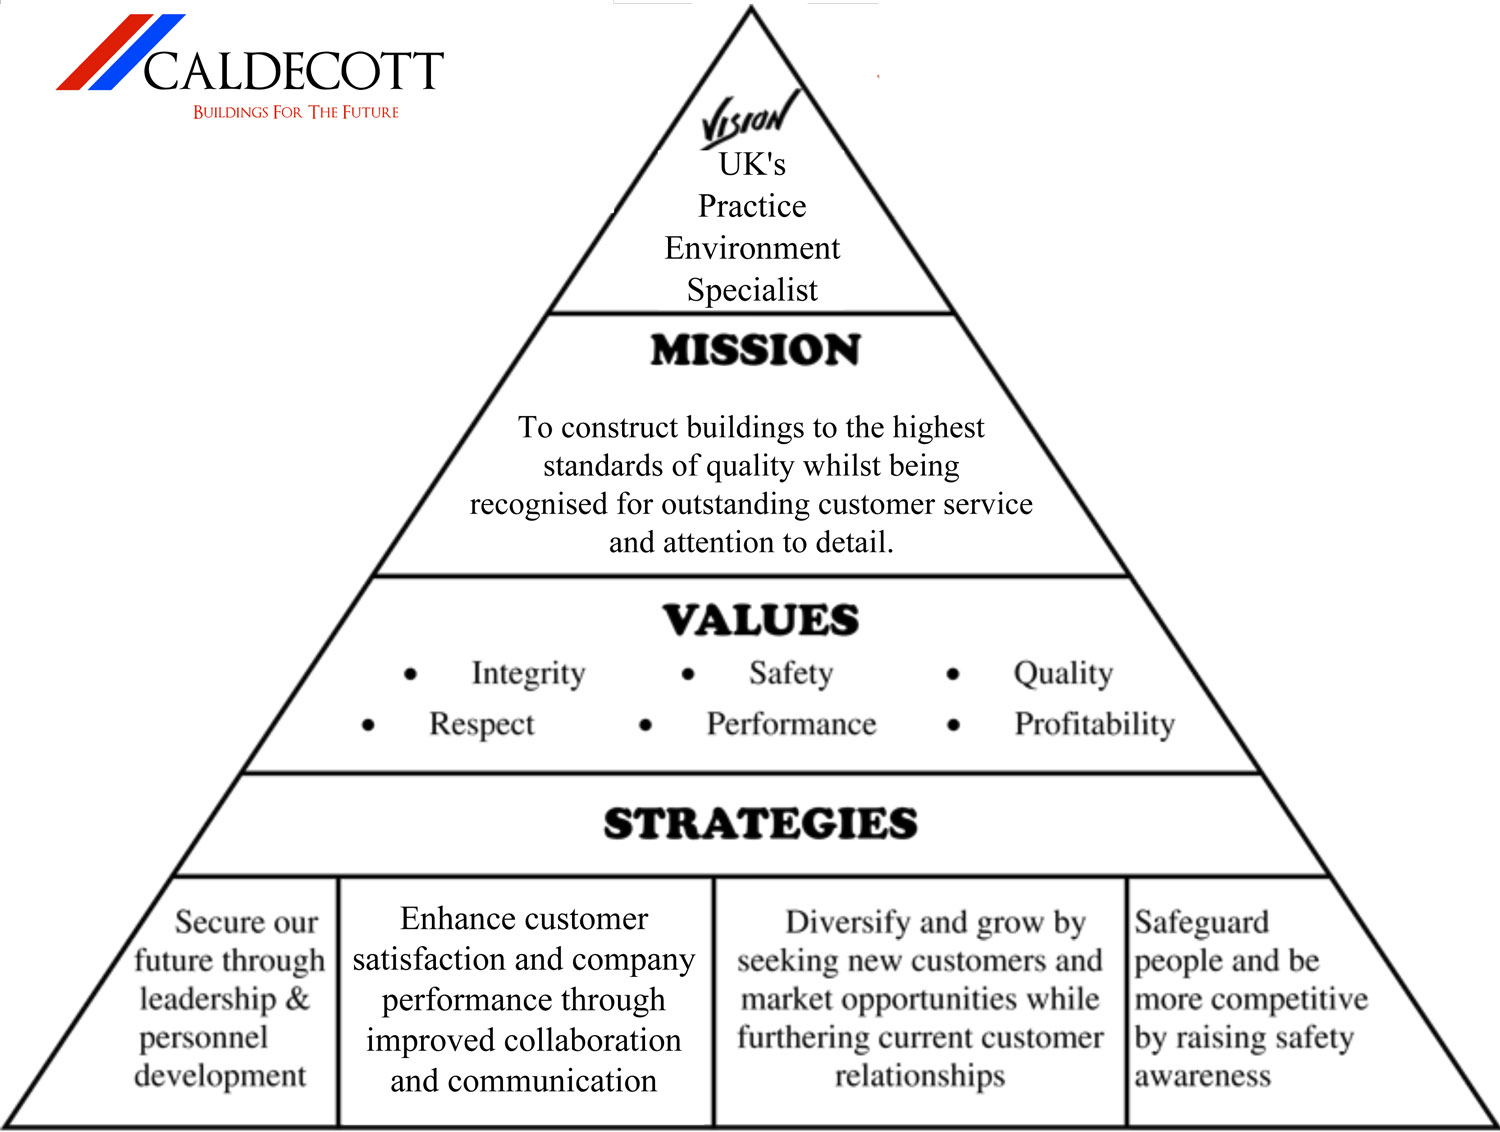 CALDECOTT
BUILDINGS FOR THE FUTURE
VISION
UK's
Practice
Environment
Specialist
MISSION
To construct buildings to the highest
standards of quality whilst being
recognised for outstanding customer service
and attention to detail.
VALUES
• Integrity • Safety • Quality
• Respect • Performance • Profitability
STRATEGIES
Secure our
future through
leadership &
personnel
development
Enhance customer
satisfaction and company
performance through
improved collaboration
and communication
Diversify and grow by
seeking new customers and
market opportunities while
furthering current customer
relationships
Safeguard
people and be
more competitive
by raising safety
awareness